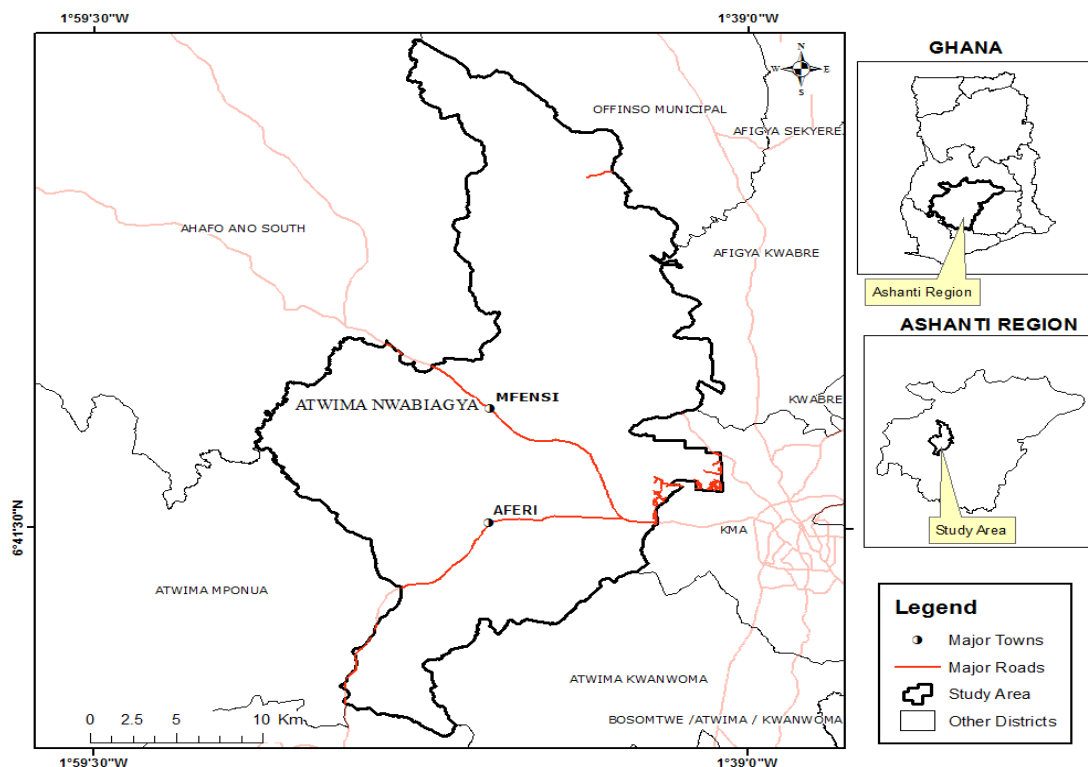 1°59'30"W
1°39'0"W
N
W
E
S
GHANA
OFFINSO MUNICIPAL
AFIGYA SEKYERE
AHAFO ANO SOUTH
AFIGYA KWABRE
Ashanti Region
ASHANTI REGION
MFENSI
ATWIMA NWABIAGYA
KWABRE
AFERI
6°41'30"N
KMA
Study Area
ATWIMA MPONUA
Legend
Major Towns
Major Roads
Study Area
Other Districts
ATWIMA KWANWOMA
0 2.5 5 10 Km
BOSOMTWE /ATWIMA / KWANWOMA
1°59'30"W
1°39'0"W